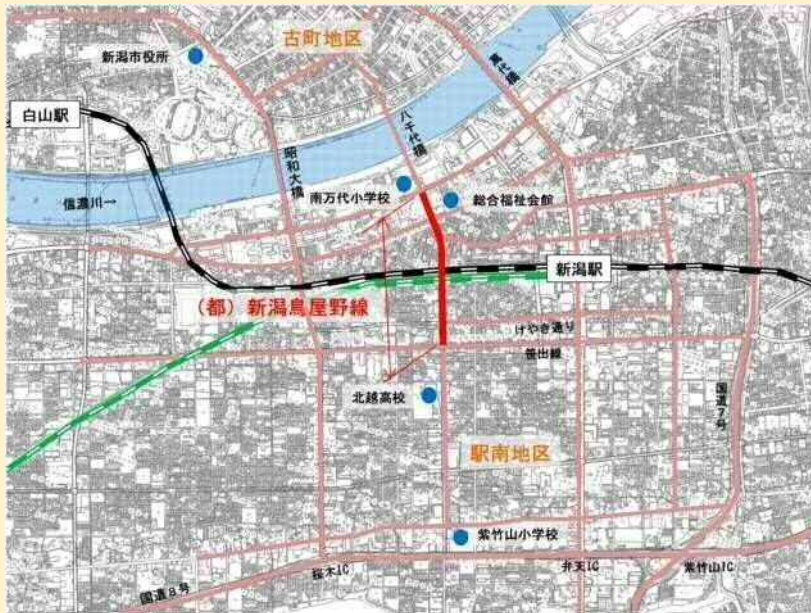 古町地区
新潟市役所
萬代橋
白山駅
八千代橋
昭和大橋
南万代小学校
総合福祉会館
信濃川→
新潟駅
（都）新潟鳥屋野線
けやき通り
笹出線
国道7号
北越高校
駅南地区
紫竹山小学校
桜木IC
弁天IC
紫竹山IC
国道8号